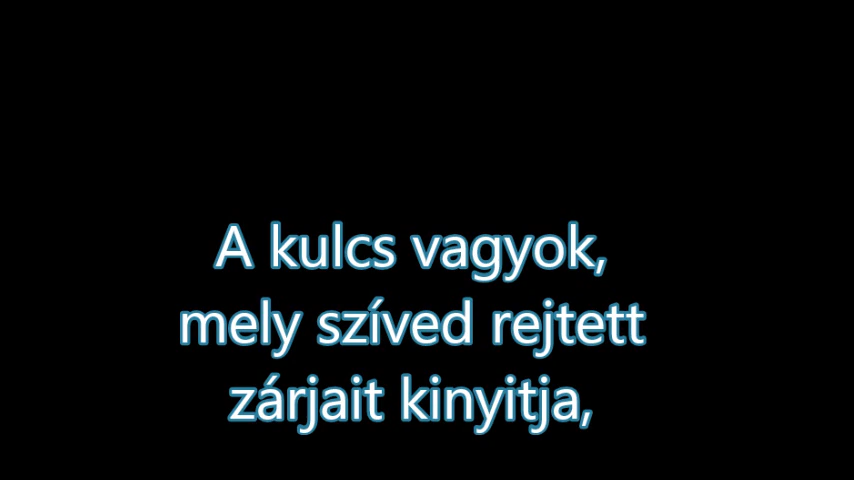 A kulcs vagyok,
mely szíved rejtett
zárjait kinyitja,